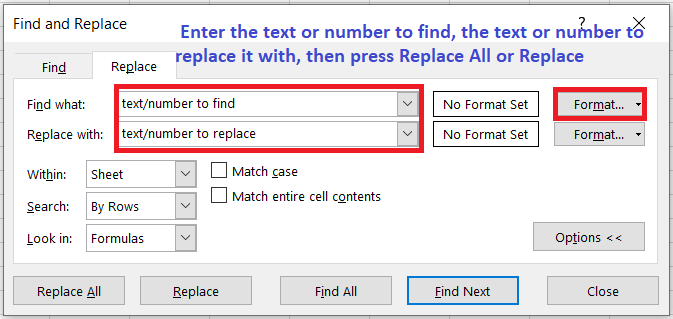 Find and Replace ? ×
Enter the text or number to find, the text or number to
replace it with, then press Replace All or Replace
Find Replace
Find what: text/number to find No Format Set Format...
Replace with: text/number to replace No Format Set Format...
Within: Sheet Match case
Search: By Rows Match entire cell contents
Look in: Formulas Options <<
Replace All Replace Find All Find Next Close